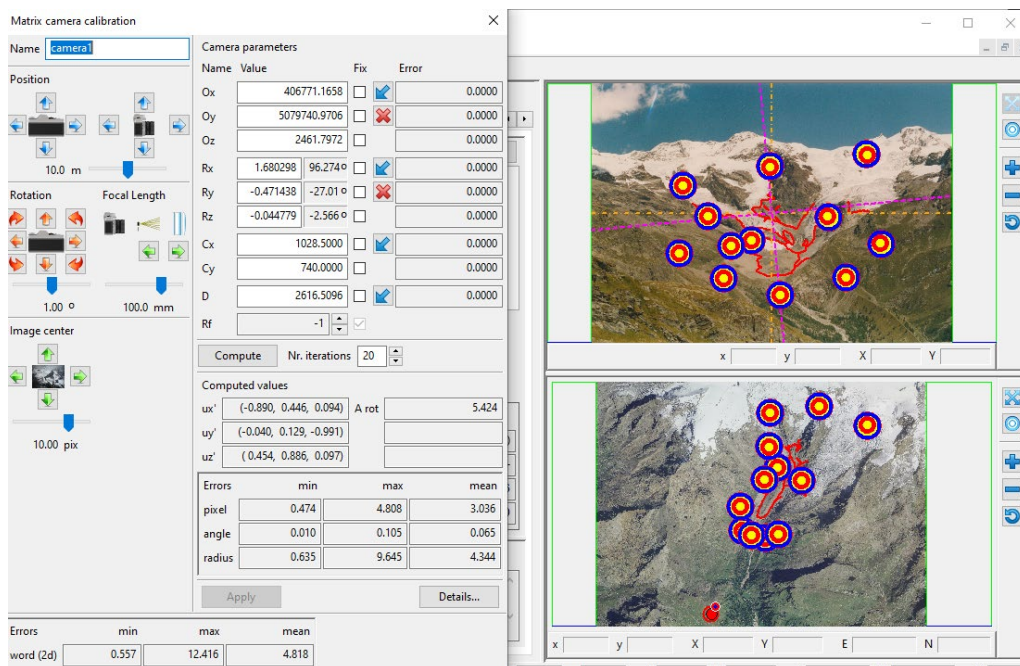 Matrix camera calibration
Name camera1
Camera parameters
Name Value Fix Error
Position
Ox 406771.1658 0.0000
Oy 5079740.9706 0.0000
Oz 2461.7972 0.0000
10.0 m
Rx 1.680298 96.274º 0.0000
Ry -0.471438 -27.01 º 0.0000
Rz -0.044779 -2.566 º 0.0000
Rotation Focal Length
Cx 1028.5000 0.0000
Cy 740.0000 0.0000
D 2616.5096 0.0000
1.00 º 100.0 mm
Rf -1
Image center
Compute Nr. iterations 20
Computed values
ux' (-0.890, 0.446, 0.094) A rot 5.424
uy' (-0.040, 0.129, -0.991)
uz' ( 0.454, 0.886, 0.097)
10.00 pix
Errors min max mean
pixel 0.474 4.808 3.036
angle 0.010 0.105 0.065
radius 0.635 9.645 4.344
Apply Details...
Errors min max mean
word (2d) 0.557 12.416 4.818
x y X Y
x y X Y E N